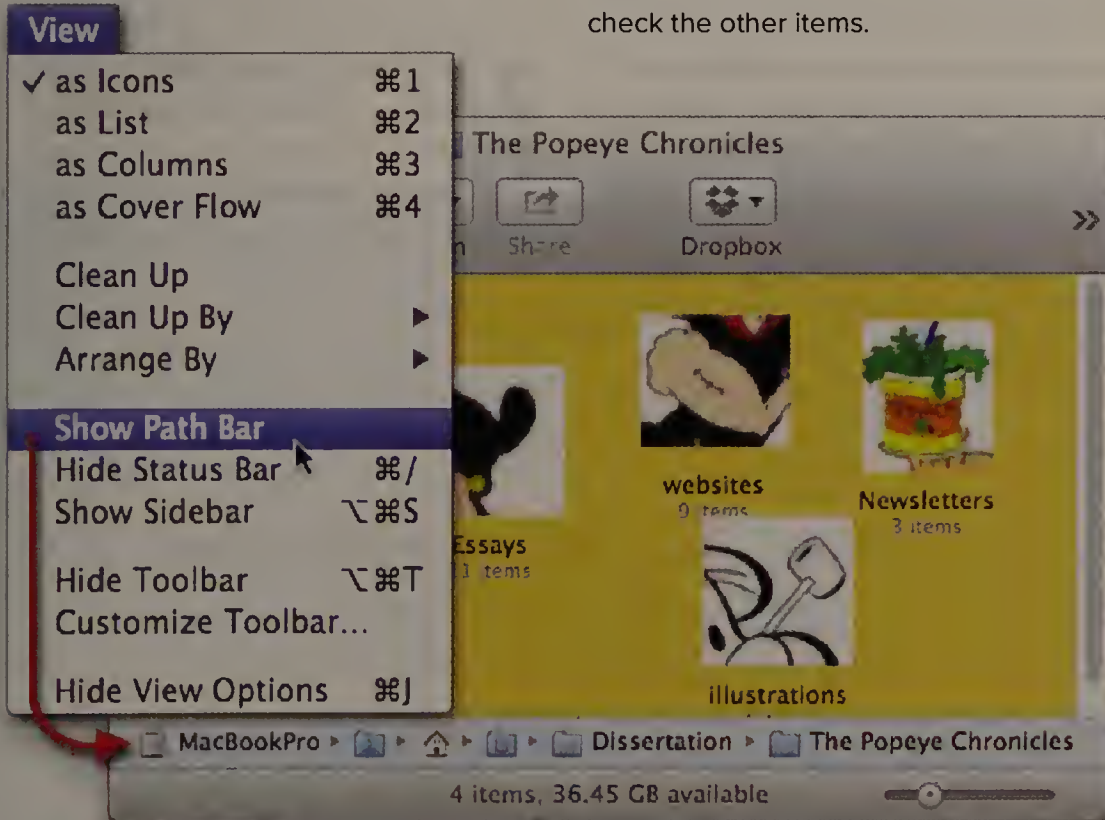 check the other items.
View
✓ as Icons ⌘1
as List ⌘2
as Columns ⌘3
as Cover Flow ⌘4
Clean Up
Clean Up By ▶
Arrange By ▶
Show Path Bar
Hide Status Bar ⌘/
Show Sidebar ⌥⌘S
Hide Toolbar ⌥⌘T
Customize Toolbar...
Hide View Options ⌘J
The Popeye Chronicles
Share
Dropbox
websites
9 items
Newsletters
3 items
Essays
items
illustrations
MacBookPro ▸ Dissertation ▸ The Popeye Chronicles
4 items, 36.45 GB available